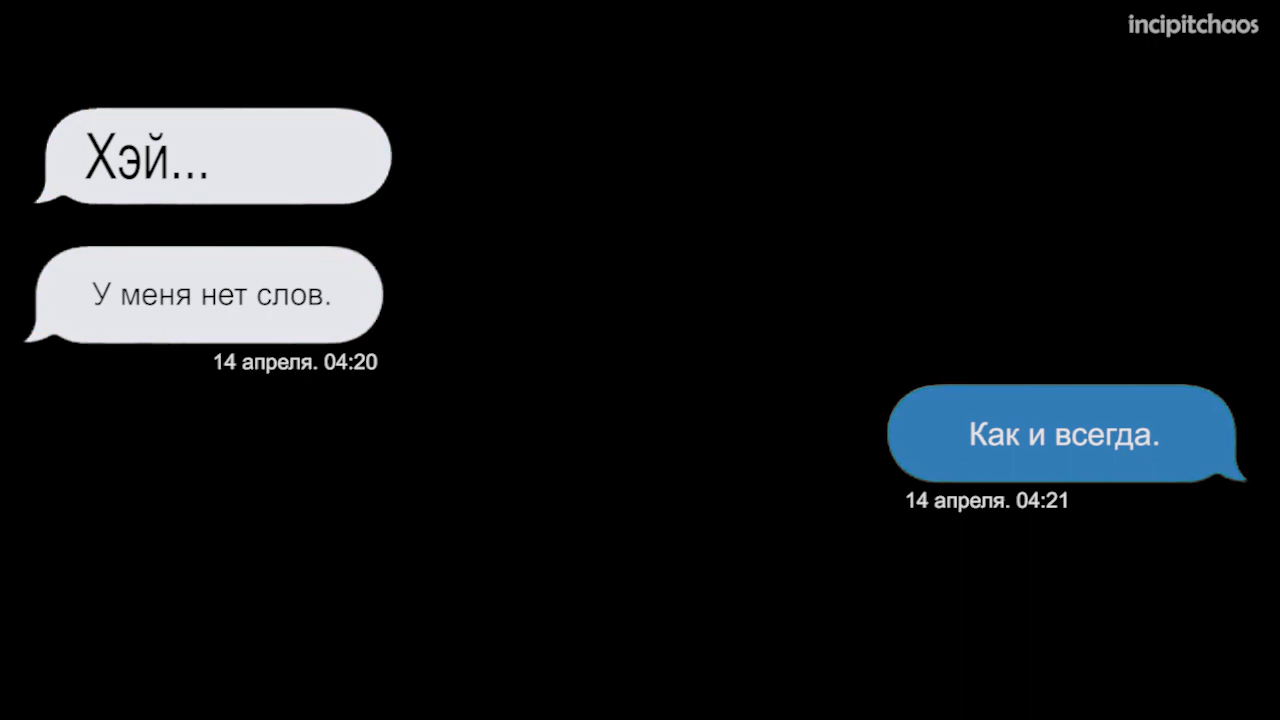 incipitchaos
Хэй...
У меня нет слов.
14 апреля. 04:20
Как и всегда.
14 апреля. 04:21